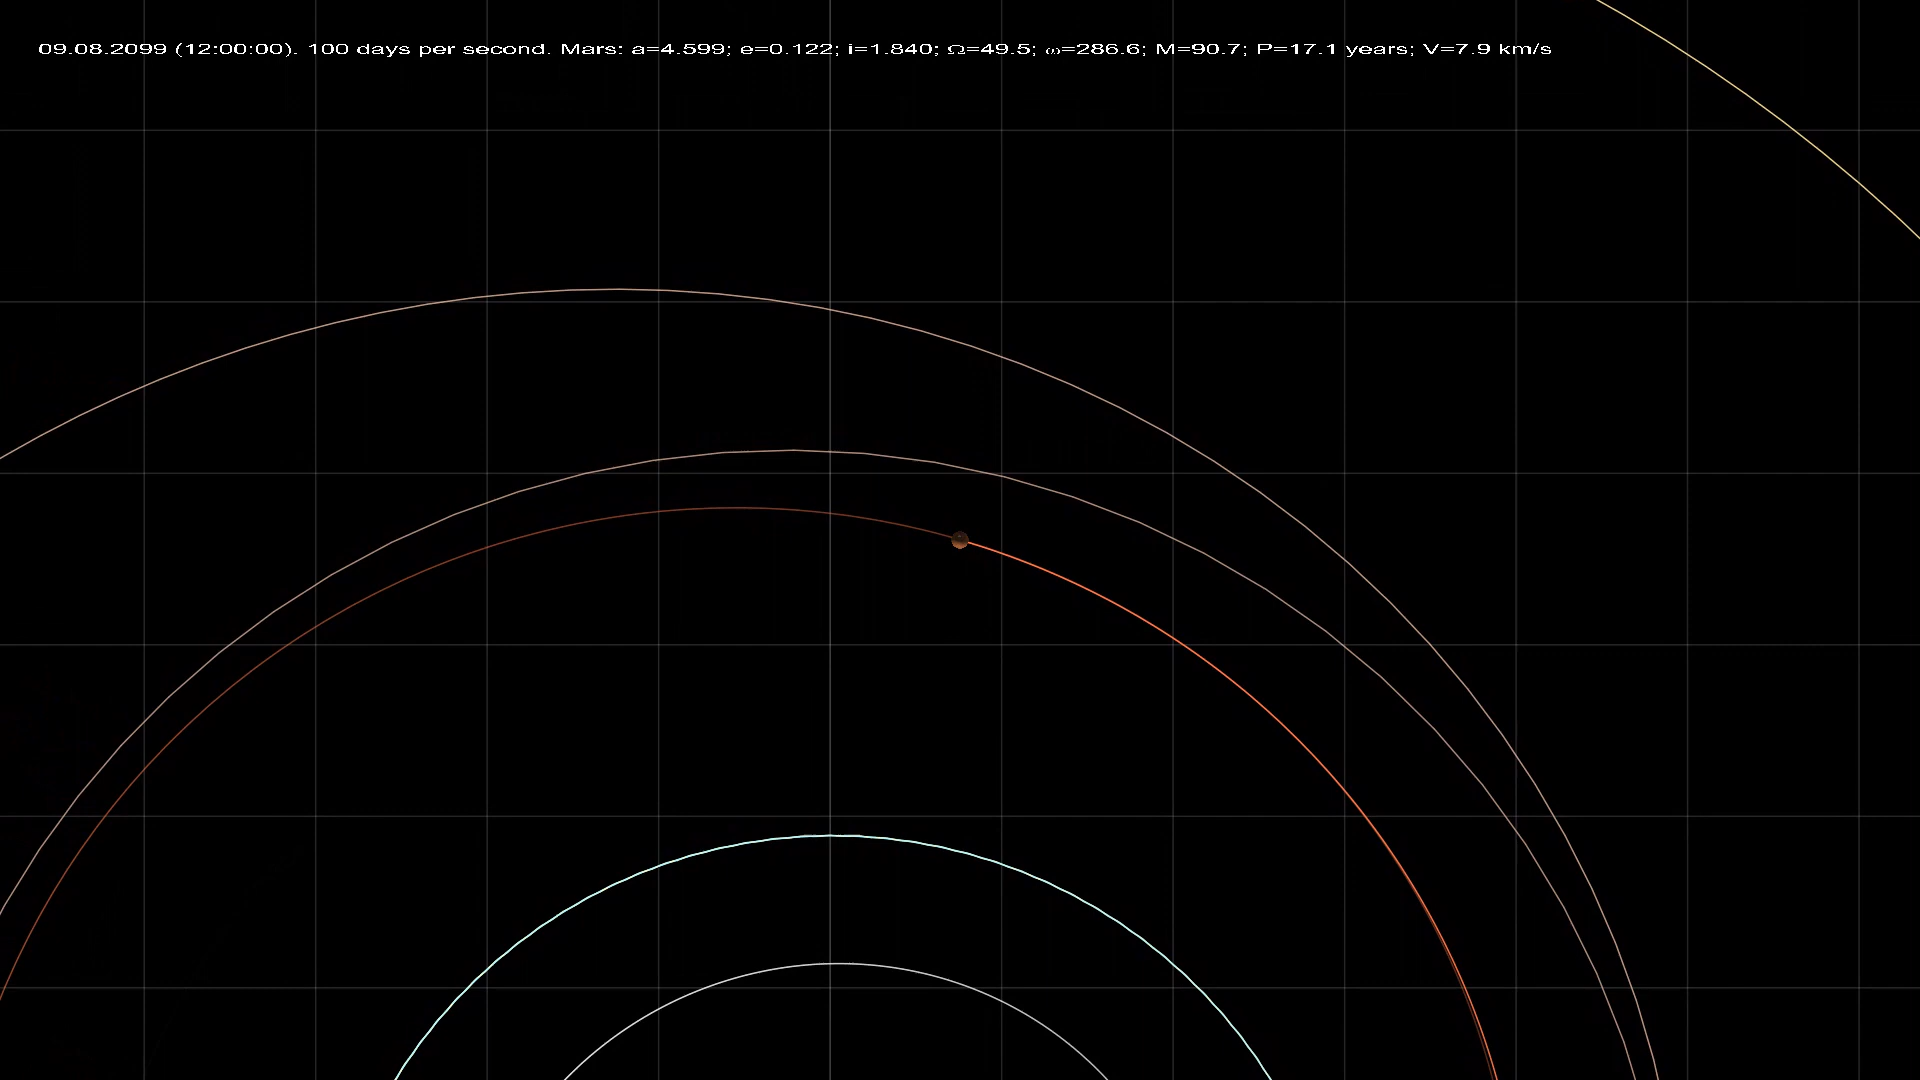 09.08.2099 (12:00:00). 100 days per second. Mars: a=4.599; e=0.122; i=1.840; Ω=49.5; ω=286.6; M=90.7; P=17.1 years; V=7.9 km/s